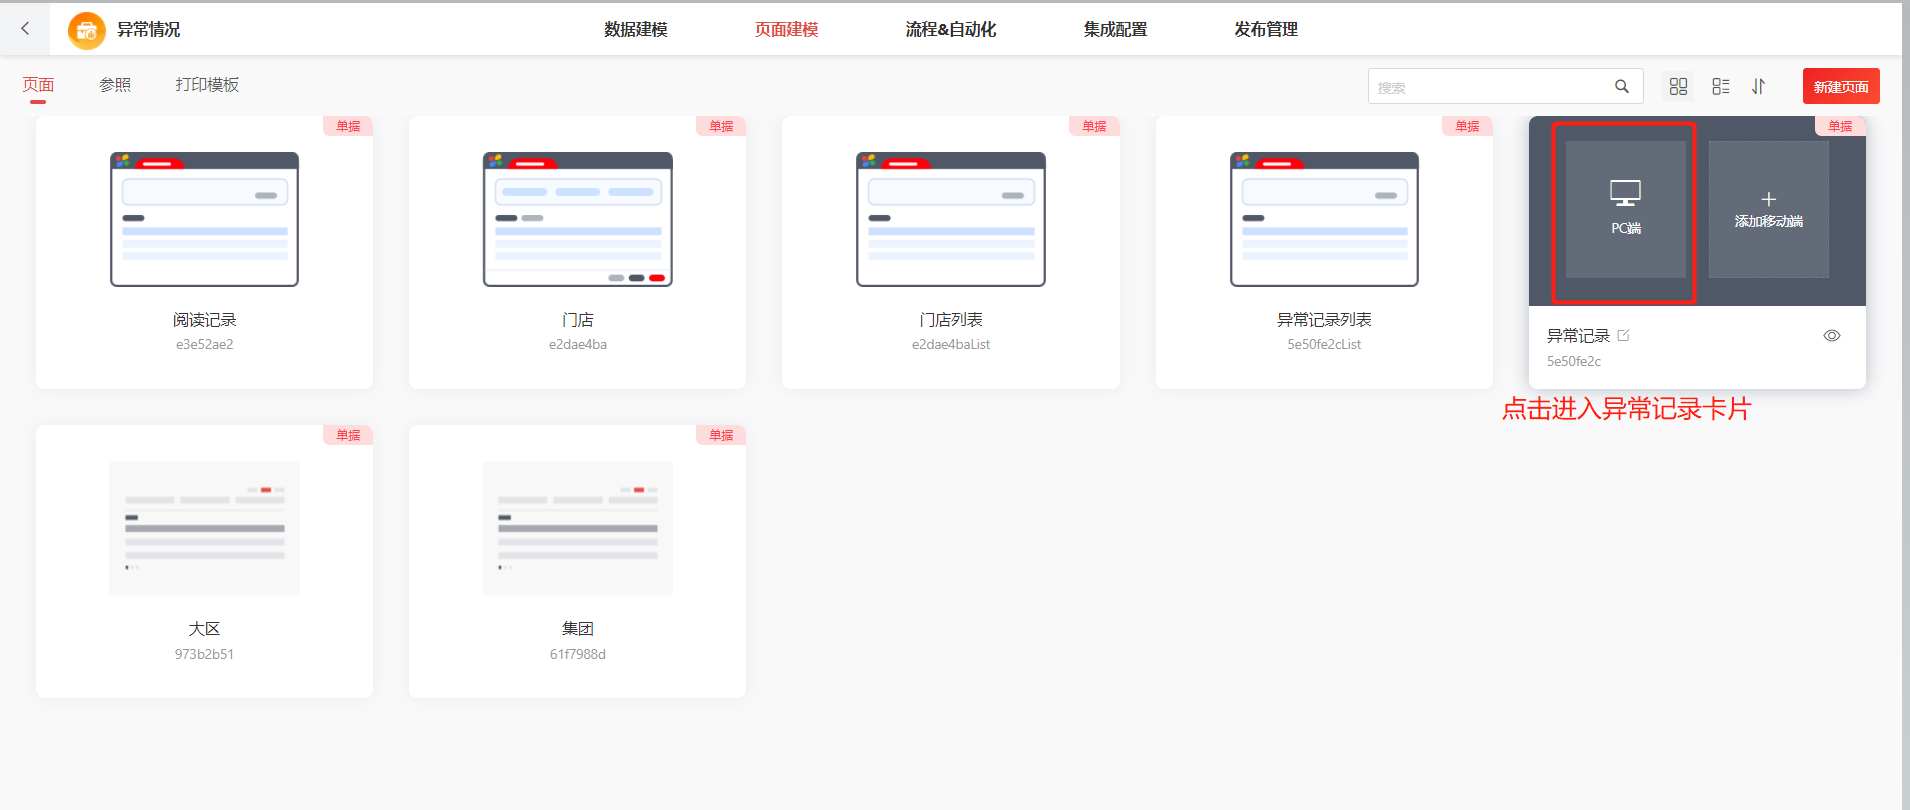 异常情况
数据建模
页面建模
流程&自动化
集成配置
发布管理
页面
参照
打印模板
搜索
新建页面
单据
阅读记录
e3e52ae2
单据
门店
e2dae4ba
单据
门店列表
e2dae4baList
单据
异常记录列表
5e50fe2cList
单据
PC端
添加移动端
异常记录
5e50fe2c
点击进入异常记录卡片
单据
大区
973b2b51
单据
集团
61f7988d